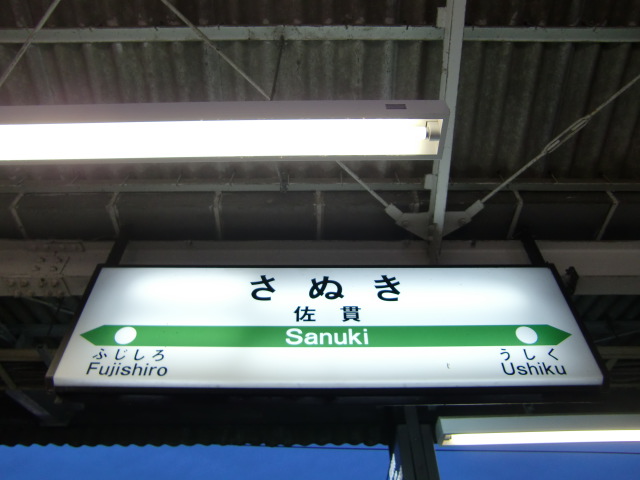 さぬき
佐貫
Sanuki
ふじしろ
Fujishiro
うしく
Ushiku